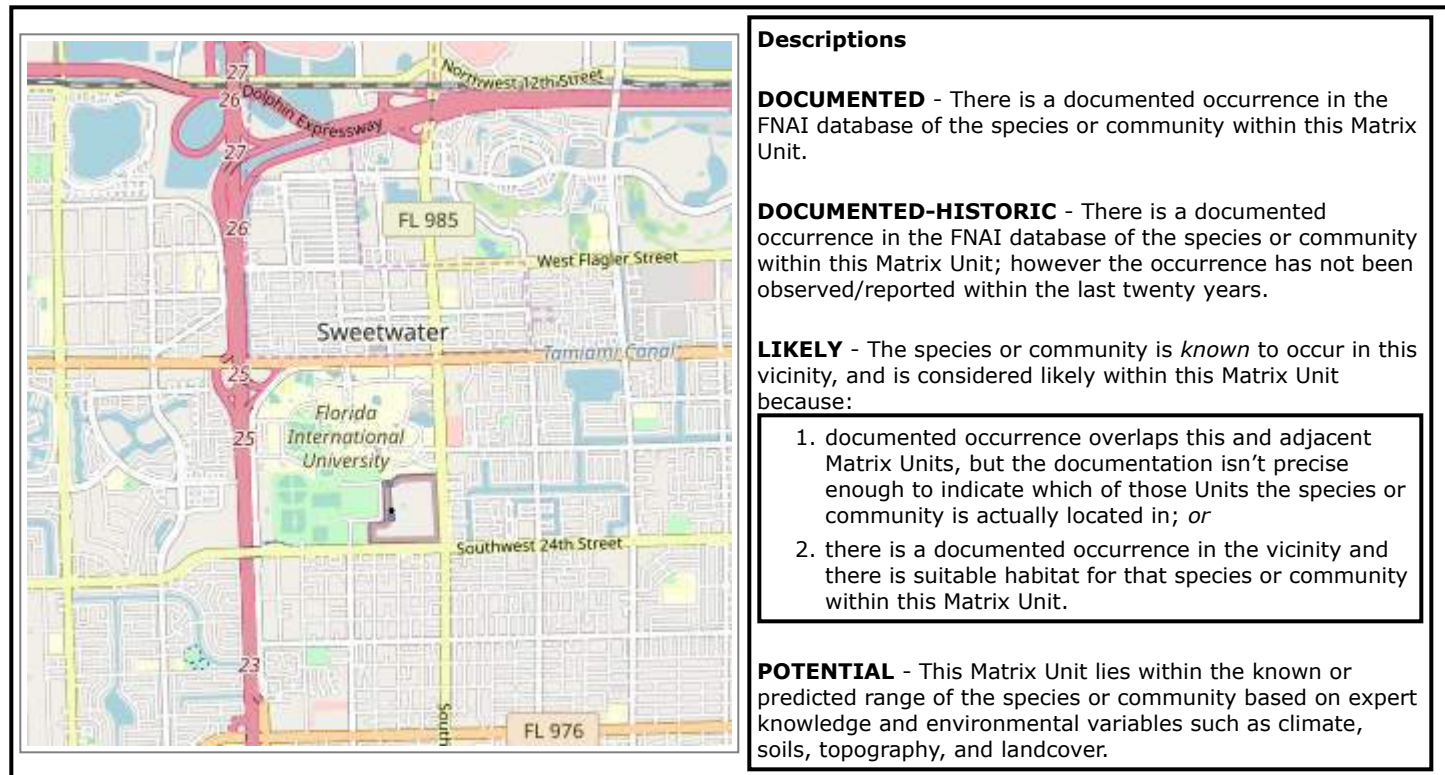 27
26
Northwest 12th Street
Dolphin Expressway
27
26
FL 985
West Flagler Street
Sweetwater
Tamiami Canal
25
Florida
International
University
25
Southwest 24th Street
23
South
FL 976
Descriptions
DOCUMENTED - There is a documented occurrence in the
FNAI database of the species or community within this Matrix
Unit.
DOCUMENTED-HISTORIC - There is a documented
occurrence in the FNAI database of the species or community
within this Matrix Unit; however the occurrence has not been
observed/reported within the last twenty years.
LIKELY - The species or community is known to occur in this
vicinity, and is considered likely within this Matrix Unit
because:
1. documented occurrence overlaps this and adjacent
Matrix Units, but the documentation isn’t precise
enough to indicate which of those Units the species or
community is actually located in; or
2. there is a documented occurrence in the vicinity and
there is suitable habitat for that species or community
within this Matrix Unit.
POTENTIAL - This Matrix Unit lies within the known or
predicted range of the species or community based on expert
knowledge and environmental variables such as climate,
soils, topography, and landcover.